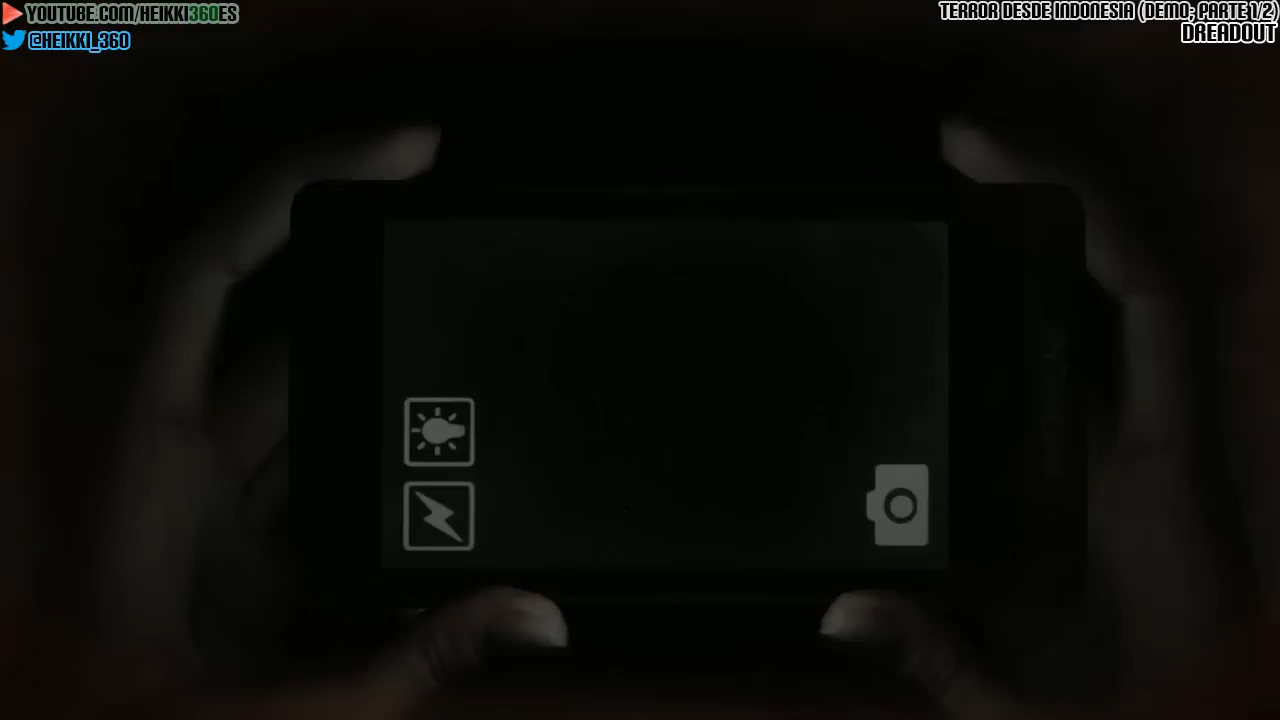 YOUTUBE.COM/HEIKKI360ES
@HEIKKI_360
TERROR DESDE INDONESIA (DEMO; PARTE 1/2)
DREADOUT